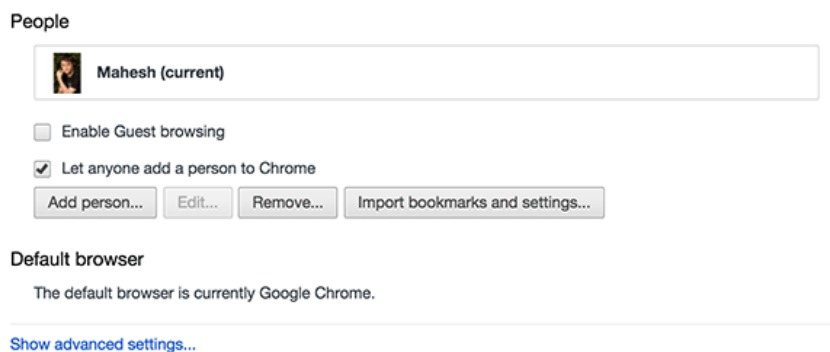 People
Mahesh (current)
Enable Guest browsing
Let anyone add a person to Chrome
Add person... Edit... Remove... Import bookmarks and settings...
Default browser
The default browser is currently Google Chrome.
Show advanced settings...